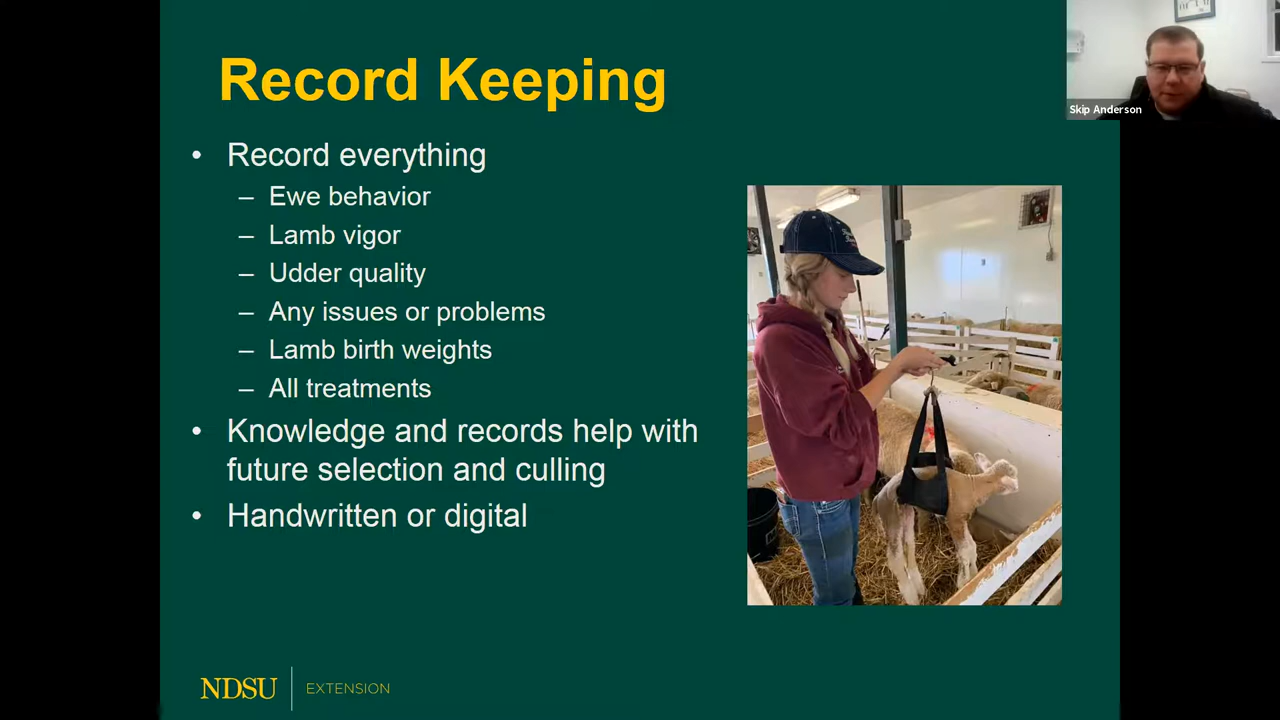 Record Keeping
Skip Anderson
• Record everything
– Ewe behavior
– Lamb vigor
– Udder quality
– Any issues or problems
– Lamb birth weights
– All treatments
• Knowledge and records help with
future selection and culling
• Handwritten or digital
NDSU EXTENSION